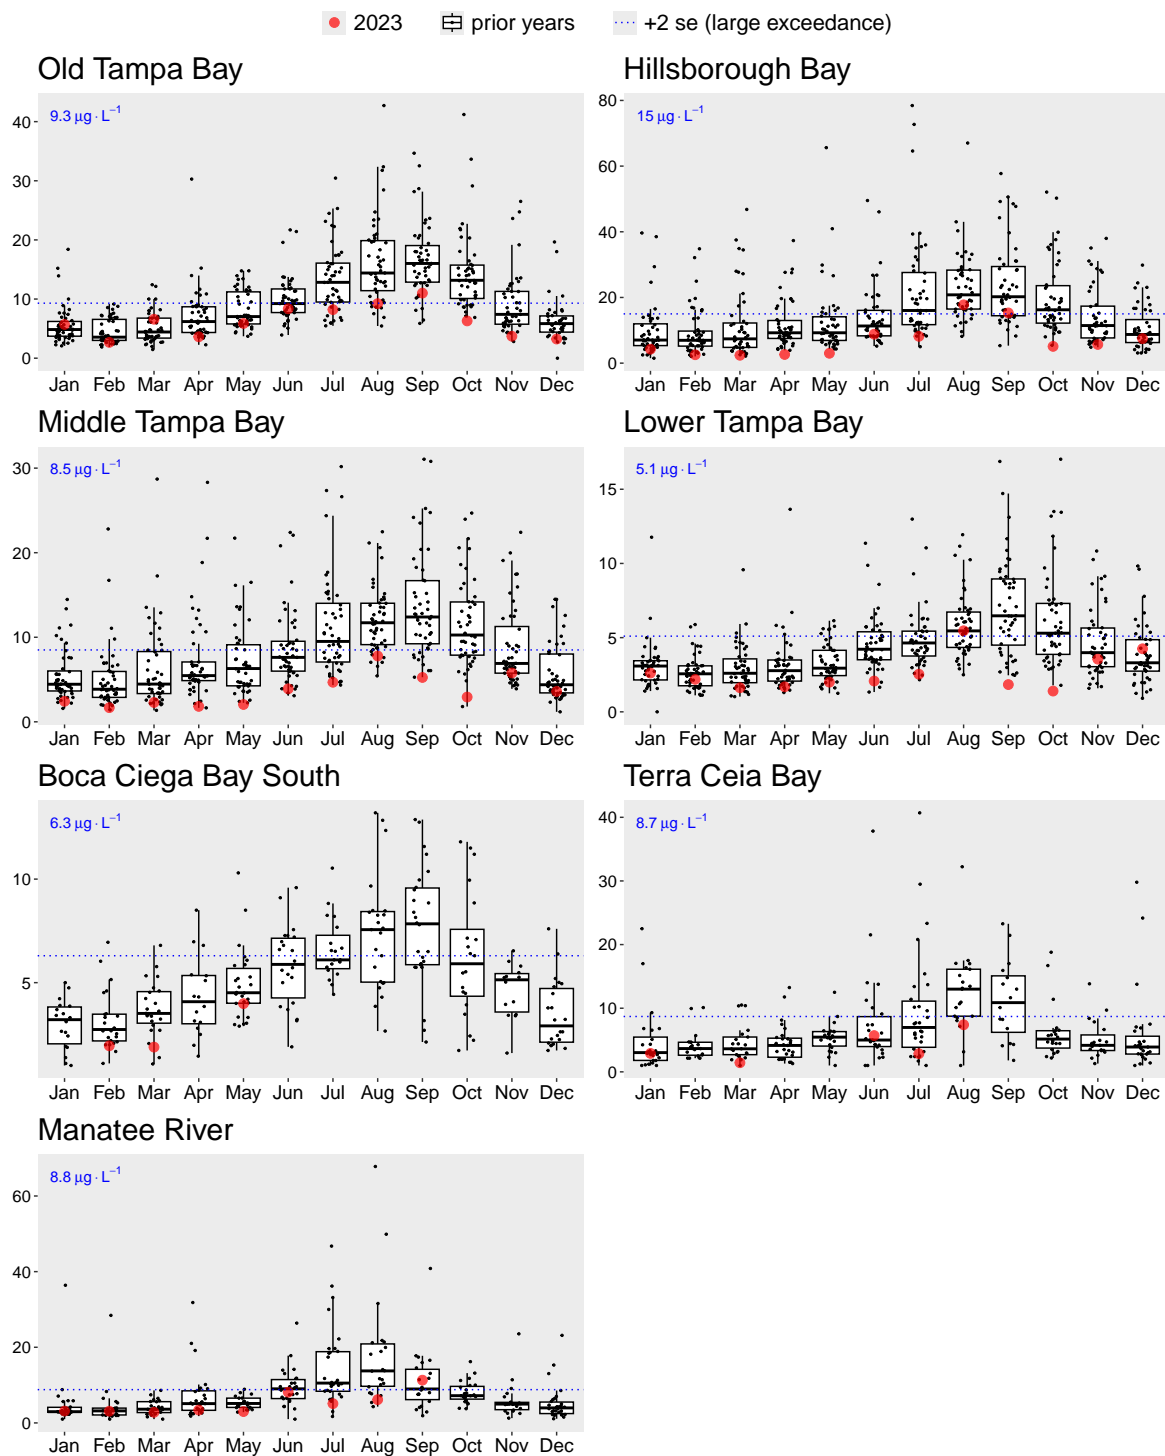 2023 prior years +2 se (large exceedance)
Old Tampa Bay
9.3 μg · L⁻¹
40
30
20
10
0
Jan Feb Mar Apr May Jun Jul Aug Sep Oct Nov Dec
Hillsborough Bay
15 μg · L⁻¹
80
60
40
20
0
Jan Feb Mar Apr May Jun Jul Aug Sep Oct Nov Dec
Middle Tampa Bay
8.5 μg · L⁻¹
30
20
10
0
Jan Feb Mar Apr May Jun Jul Aug Sep Oct Nov Dec
Lower Tampa Bay
5.1 μg · L⁻¹
15
10
5
0
Jan Feb Mar Apr May Jun Jul Aug Sep Oct Nov Dec
Boca Ciega Bay South
6.3 μg · L⁻¹
10
5
Jan Feb Mar Apr May Jun Jul Aug Sep Oct Nov Dec
Terra Ceia Bay
8.7 μg · L⁻¹
40
30
20
10
0
Jan Feb Mar Apr May Jun Jul Aug Sep Oct Nov Dec
Manatee River
8.8 μg · L⁻¹
60
40
20
0
Jan Feb Mar Apr May Jun Jul Aug Sep Oct Nov Dec